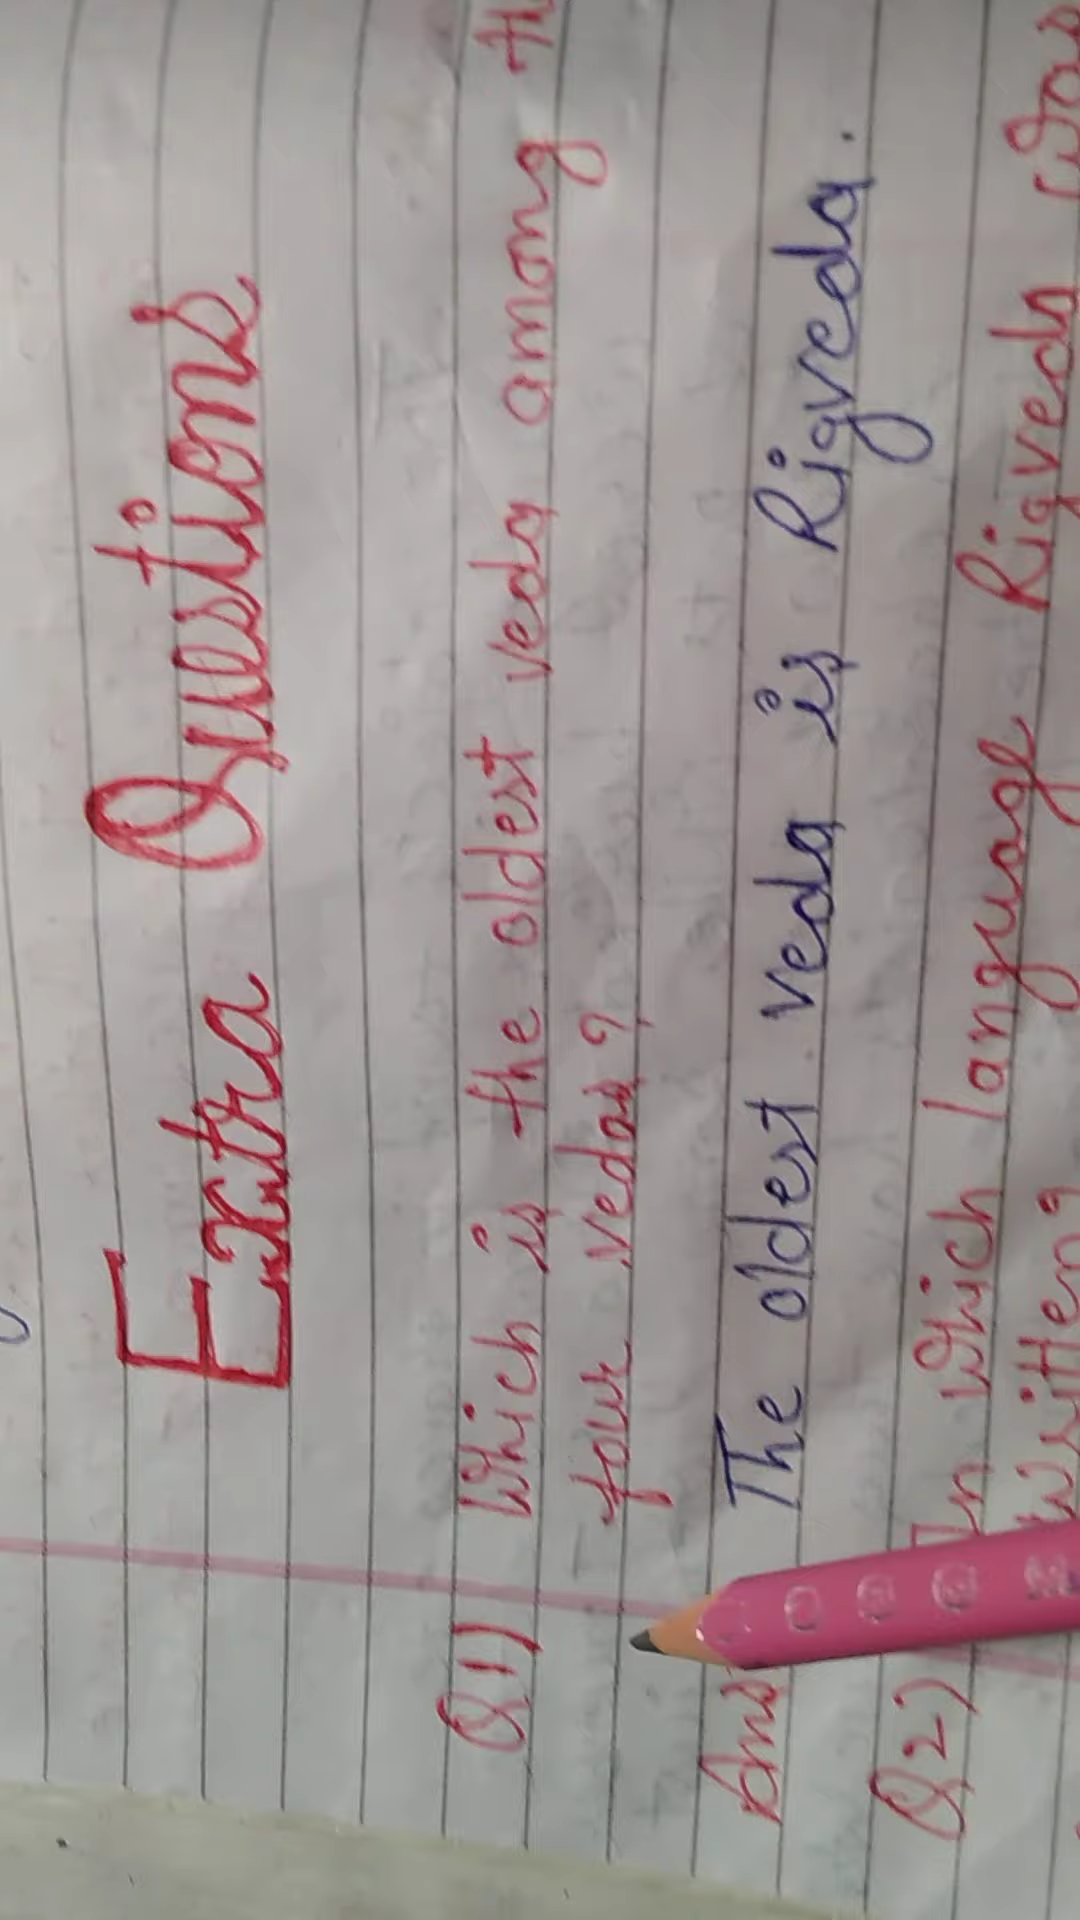 Extra Questions
Q1) Which is the oldest veda among
four vedas?
Ans The oldest veda is Rigveda.
Q2) In which language Rigveda was
written?